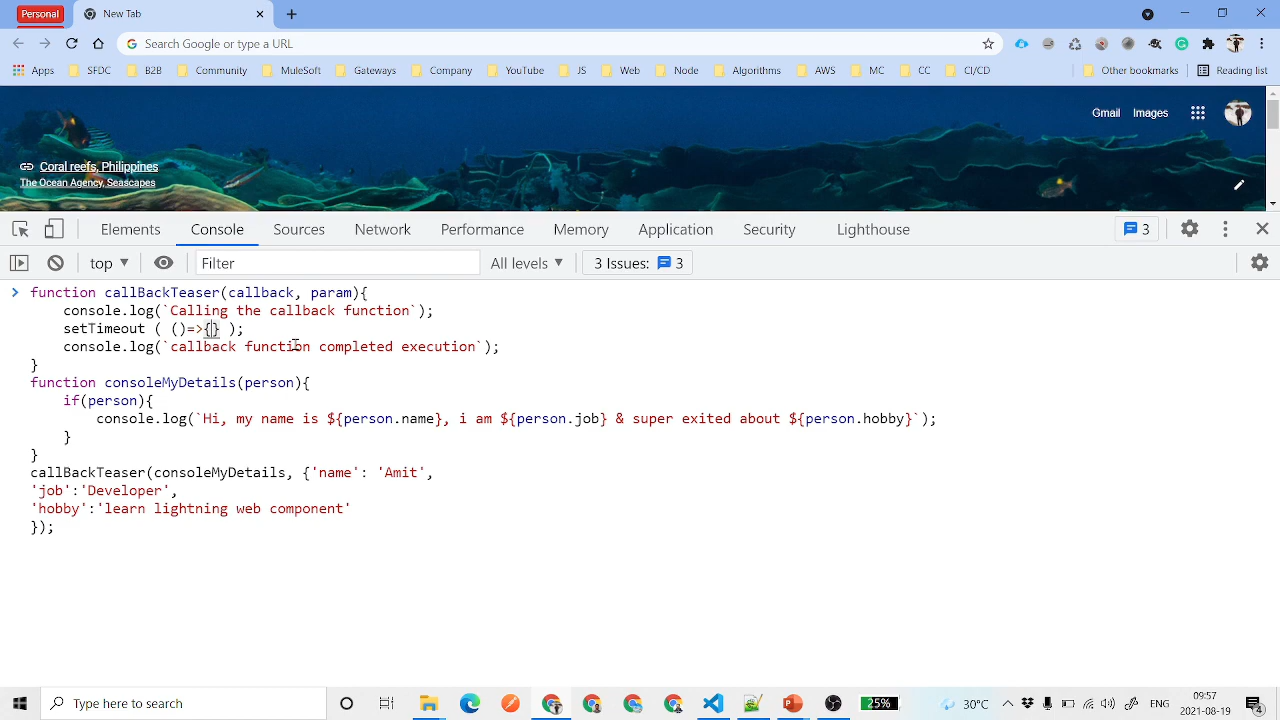 Personal
New Tab
Search Google or type a URL
Apps SFDC B2B Community MuleSoft Gateways Company YouTube JS Web Node Algorithms AWS MC CC CI/CD Other bookmarks Reading list
Gmail Images
Coral reefs, Philippines
The Ocean Agency, Seascapes
Elements Console Sources Network Performance Memory Application Security Lighthouse 3
top Filter All levels 3 Issues: 3
function callBackTeaser(callback, param){
console.log(`Calling the callback function`);
setTimeout ( ()=>{} );
console.log(`callback function completed execution`);
}
function consoleMyDetails(person){
if(person){
console.log(`Hi, my name is ${person.name}, i am ${person.job} & super exited about ${person.hobby}`);
}
}
callBackTeaser(consoleMyDetails, {'name': 'Amit',
'job':'Developer',
'hobby':'learn lightning web component'
});
Type here to search
25%
30°C
ENG
09:57
2021-08-19
4